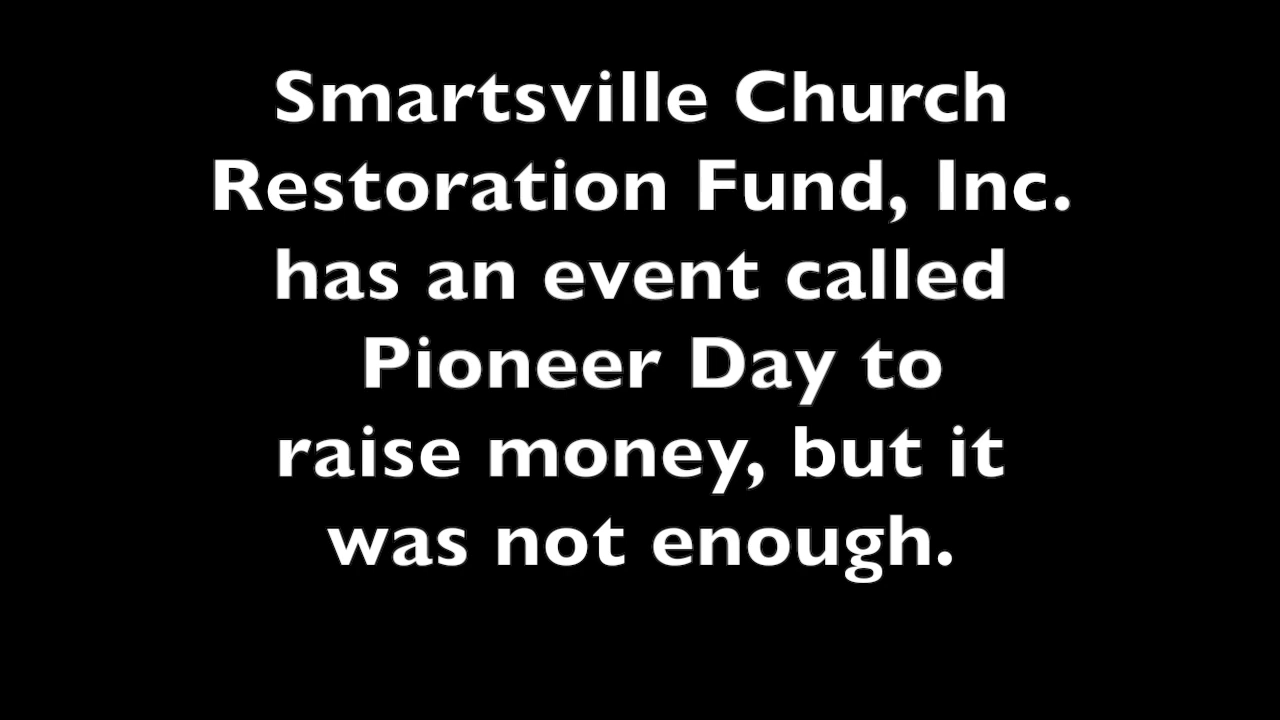 Smartsville Church
Restoration Fund, Inc.
has an event called
Pioneer Day to
raise money, but it
was not enough.